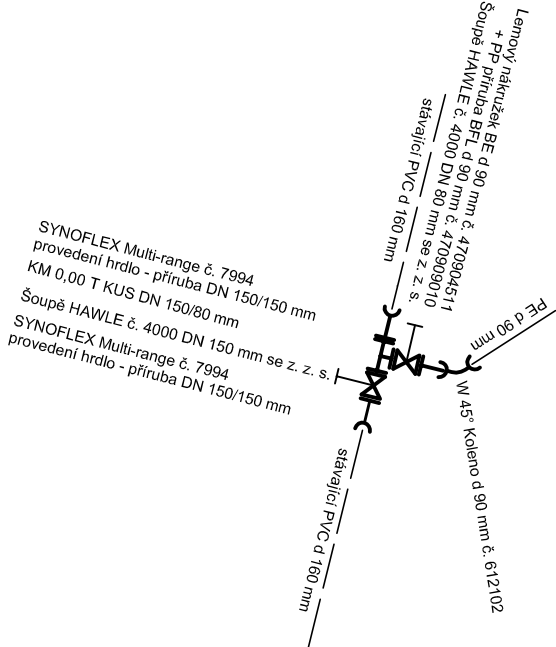 Lemový nákružek BE d 90 mm č. 470904511
+ PP příruba BFL d 90 mm č. 470909010
Šoupě HAWLE č. 4000 DN 80 mm se z. z. s.
stávající PVC d 160 mm
SYNOFLEX Multi-range č. 7994
provedení hrdlo - příruba DN 150/150 mm
KM 0,00 T KUS DN 150/80 mm
Šoupě HAWLE č. 4000 DN 150 mm se z. z. s.
SYNOFLEX Multi-range č. 7994
provedení hrdlo - příruba DN 150/150 mm
PE d 90 mm
W 45° Koleno d 90 mm č. 612102
stávající PVC d 160 mm